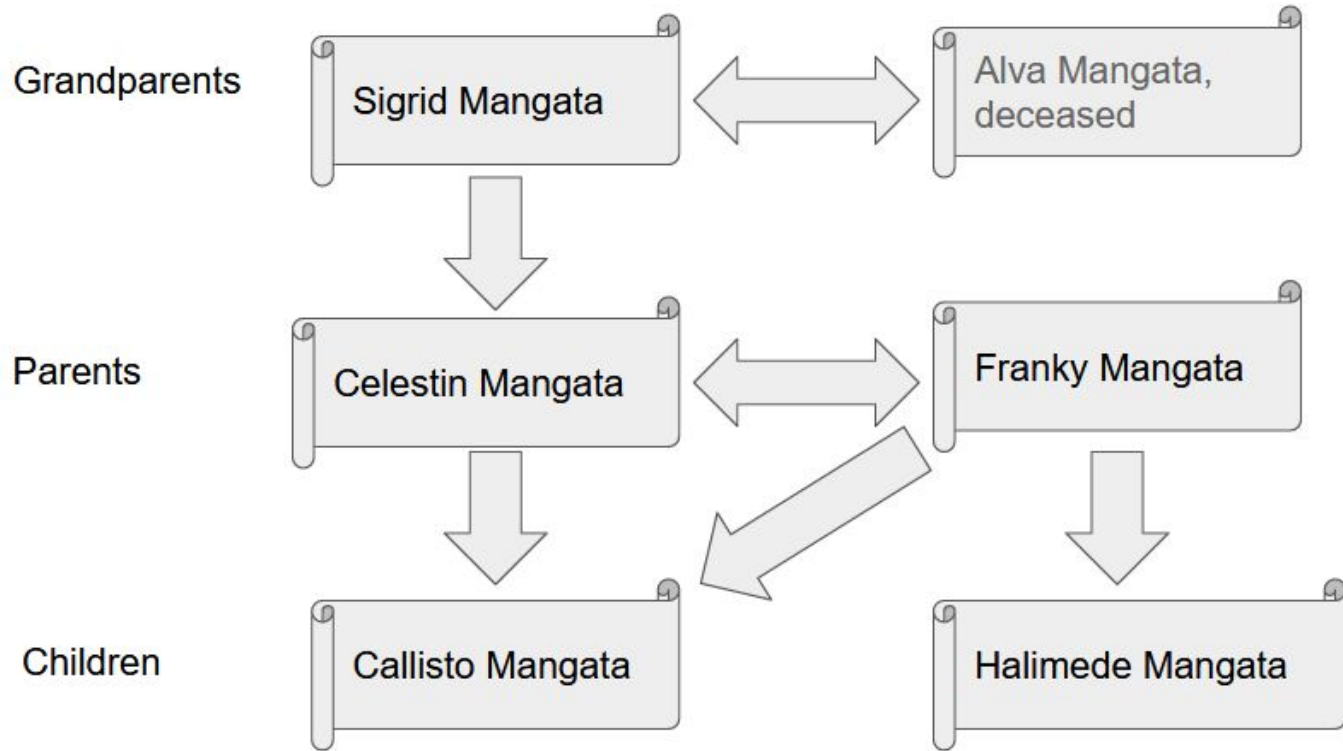 Grandparents
Sigrid Mangata
Alva Mangata,
deceased
Parents
Celestin Mangata
Franky Mangata
Children
Callisto Mangata
Halimede Mangata